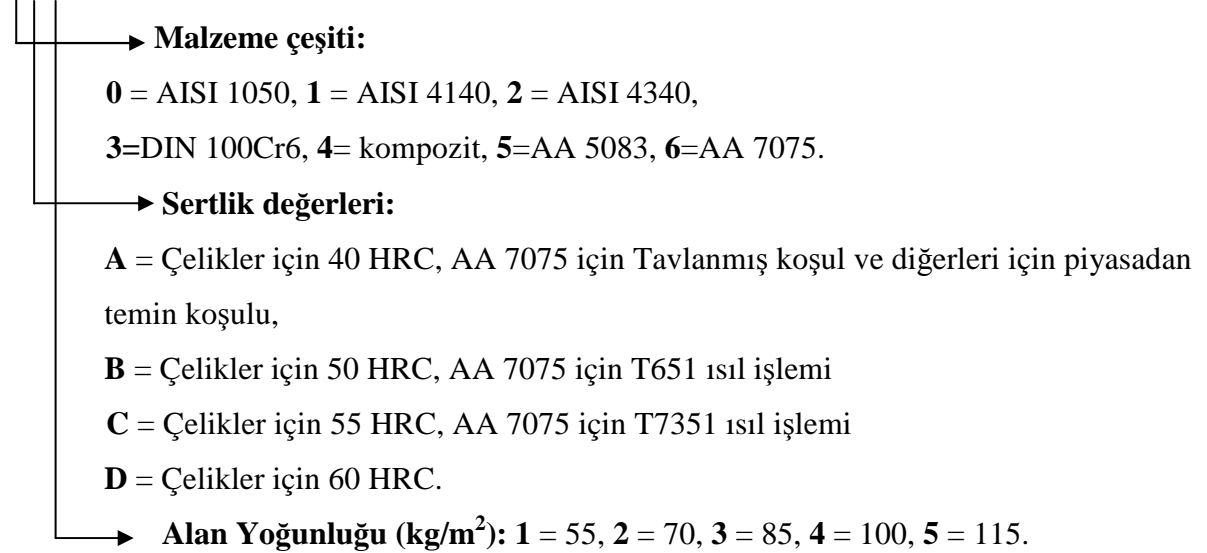 Malzeme çeşiti:
0 = AISI 1050, 1 = AISI 4140, 2 = AISI 4340,
3=DIN 100Cr6, 4= kompozit, 5=AA 5083, 6=AA 7075.
Sertlik değerleri:
A = Çelikler için 40 HRC, AA 7075 için Tavlanmış koşul ve diğerleri için piyasadan
temin koşulu,
B = Çelikler için 50 HRC, AA 7075 için T651 ısıl işlemi
C = Çelikler için 55 HRC, AA 7075 için T7351 ısıl işlemi
D = Çelikler için 60 HRC.
Alan Yoğunluğu (kg/m²): 1 = 55, 2 = 70, 3 = 85, 4 = 100, 5 = 115.